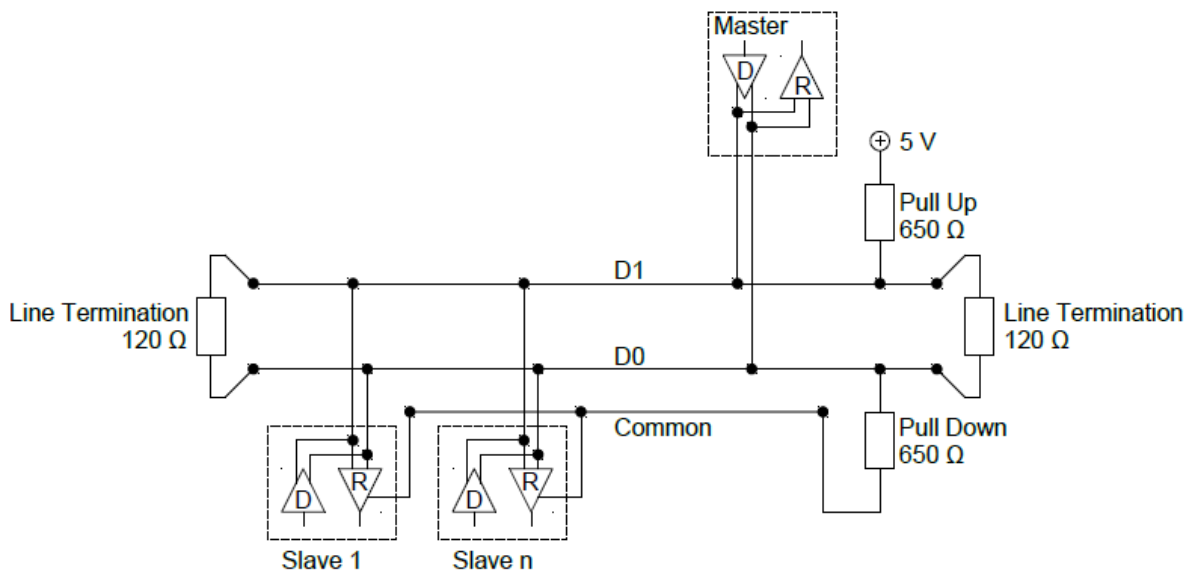 Master
D
R
5 V
Pull Up
650 Ω
D1
Line Termination
120 Ω
Line Termination
120 Ω
D0
Common
Pull Down
650 Ω
D
R
D
R
Slave 1
Slave n